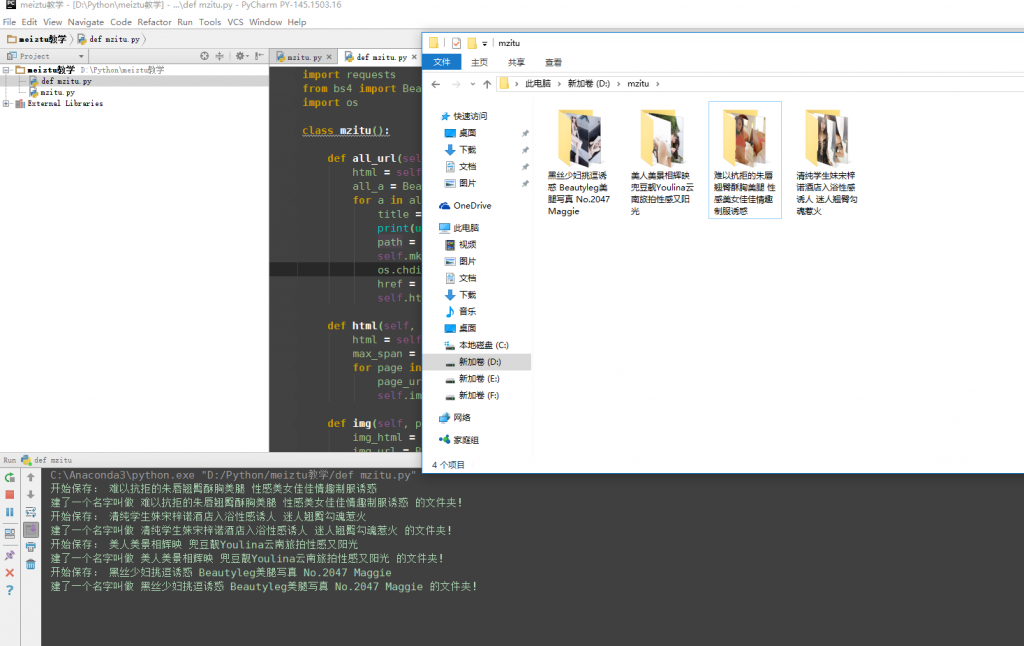 meiztu教学 - [D:\Python\meiztu教学] - ...\def mzitu.py - PyCharm PY-145.1503.16
File Edit View Navigate Code Refactor Run Tools VCS Window Help
meiztu教学 def mzitu.py
Project
mzitu.py × def mzitu.py ×
meiztu教学 D:\Python\meiztu教学
def mzitu.py
mzitu.py
External Libraries
import requests
from bs4 import Bea
import os
class mzitu():
def all_url(sel
html = self
all_a = Bea
for a in al
title =
print(u
path =
self.mk
os.chdi
href =
self.ht
def html(self,
html = self
max_span =
for page in
page_ur
self.im
def img(self, p
img_html =
img_url = B
mzitu
文件 主页 共享 查看
此电脑 › 新加卷 (D:) › mzitu ›
快速访问
桌面
下载
文档
图片
OneDrive
此电脑
视频
图片
文档
下载
音乐
桌面
本地磁盘 (C:)
新加卷 (D:)
新加卷 (E:)
新加卷 (F:)
网络
家庭组
黑丝少妇挑逗诱
惑 Beautyleg美
腿写真 No.2047
Maggie
美人美景相辉映
兜豆靓Youlina云
南旅拍性感又阳
光
难以抗拒的朱唇
翘臀酥胸美腿 性
感美女佳佳情趣
制服诱惑
清纯学生妹宋梓
诺酒店入浴性感
诱人 迷人翘臀勾
魂惹火
4 个项目
Run def mzitu
C:\Anaconda3\python.exe "D:/Python/meiztu教学/def mzitu.py"
开始保存： 难以抗拒的朱唇翘臀酥胸美腿 性感美女佳佳情趣制服诱惑
建了一个名字叫做 难以抗拒的朱唇翘臀酥胸美腿 性感美女佳佳情趣制服诱惑 的文件夹！
开始保存： 清纯学生妹宋梓诺酒店入浴性感诱人 迷人翘臀勾魂惹火
建了一个名字叫做 清纯学生妹宋梓诺酒店入浴性感诱人 迷人翘臀勾魂惹火 的文件夹！
开始保存： 美人美景相辉映 兜豆靓Youlina云南旅拍性感又阳光
建了一个名字叫做 美人美景相辉映 兜豆靓Youlina云南旅拍性感又阳光 的文件夹！
开始保存： 黑丝少妇挑逗诱惑 Beautyleg美腿写真 No.2047 Maggie
建了一个名字叫做 黑丝少妇挑逗诱惑 Beautyleg美腿写真 No.2047 Maggie 的文件夹！